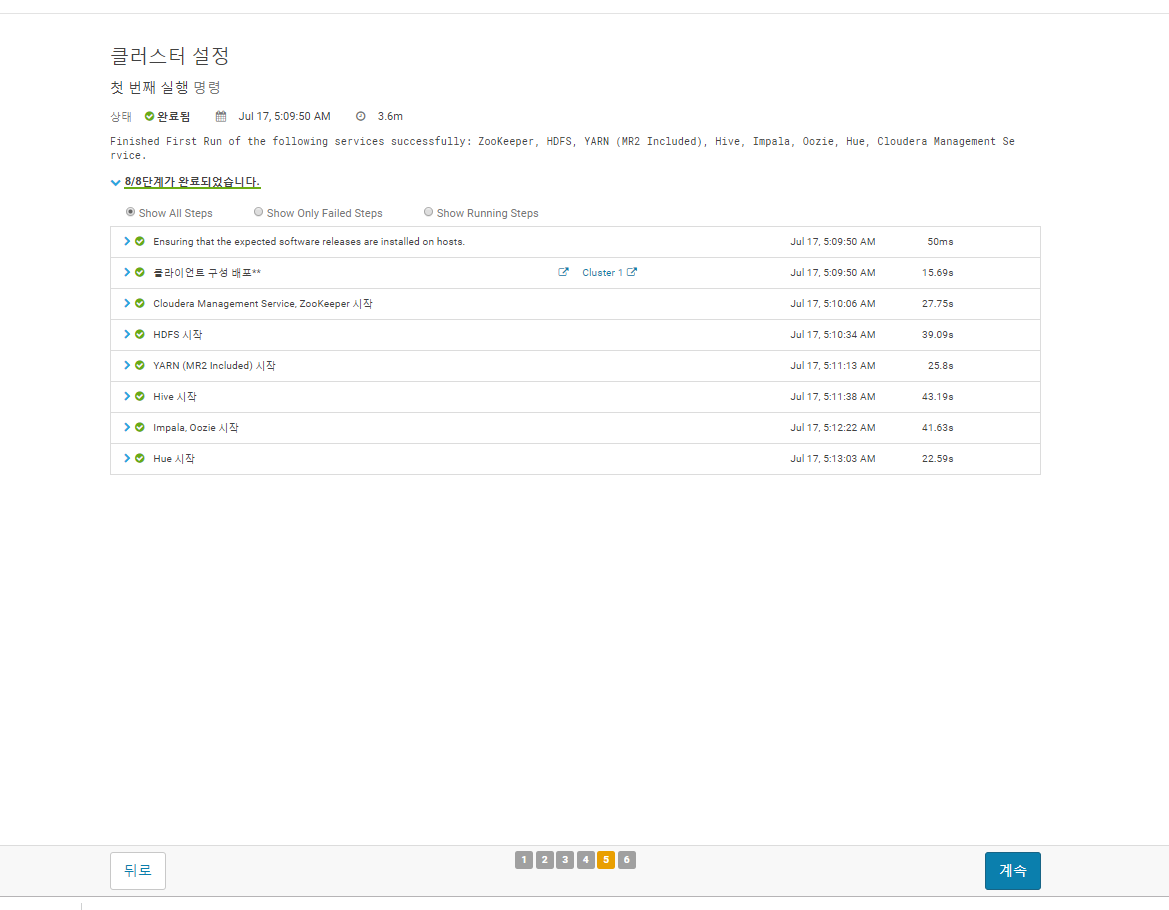 클러스터 설정
첫 번째 실행 명령
상태 완료됨 Jul 17, 5:09:50 AM 3.6m
Finished First Run of the following services successfully: ZooKeeper, HDFS, YARN (MR2 Included), Hive, Impala, Oozie, Hue, Cloudera Management Se
rvice.
8/8단계가 완료되었습니다.
Show All Steps Show Only Failed Steps Show Running Steps
Ensuring that the expected software releases are installed on hosts. Jul 17, 5:09:50 AM 50ms
클라이언트 구성 배포** Cluster 1 Jul 17, 5:09:50 AM 15.69s
Cloudera Management Service, ZooKeeper 시작 Jul 17, 5:10:06 AM 27.75s
HDFS 시작 Jul 17, 5:10:34 AM 39.09s
YARN (MR2 Included) 시작 Jul 17, 5:11:13 AM 25.8s
Hive 시작 Jul 17, 5:11:38 AM 43.19s
Impala, Oozie 시작 Jul 17, 5:12:22 AM 41.63s
Hue 시작 Jul 17, 5:13:03 AM 22.59s
뒤로 1 2 3 4 5 6 계속